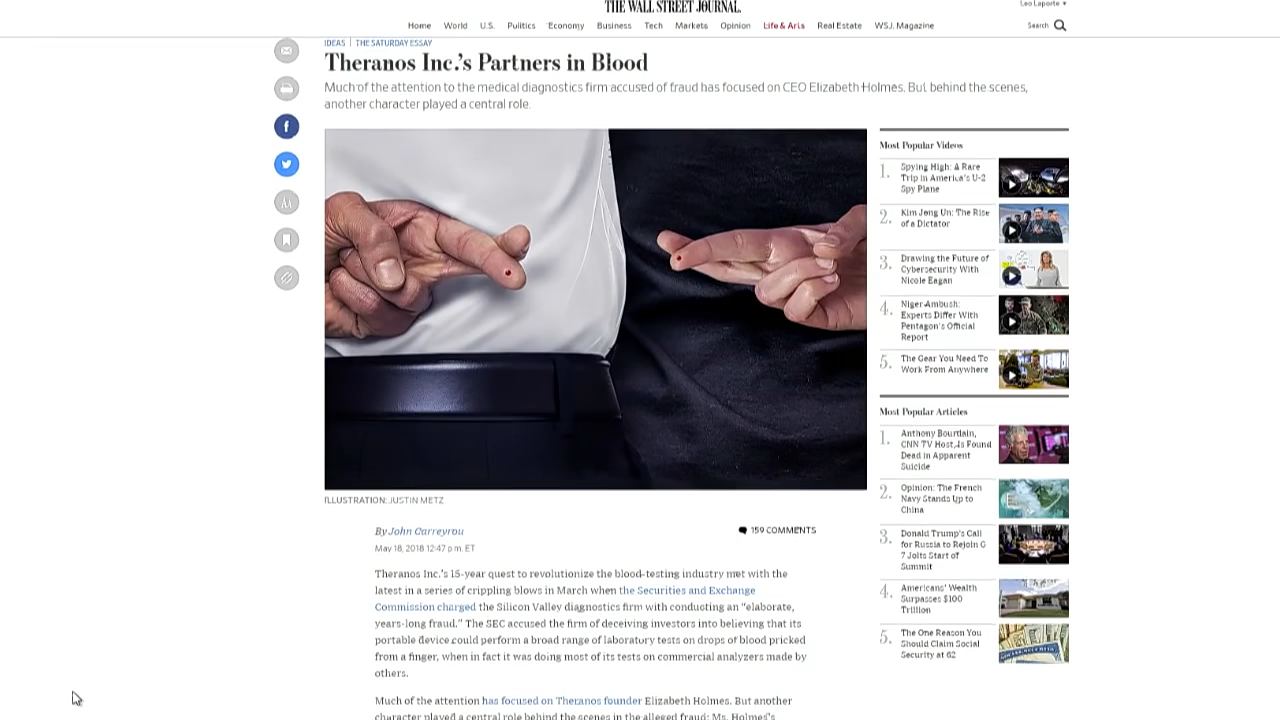 THE WALL STREET JOURNAL.
Leo Laporte
Home World U.S. Politics Economy Business Tech Markets Opinion Life & Arts Real Estate WSJ. Magazine
Search
IDEAS | THE SATURDAY ESSAY
Theranos Inc.’s Partners in Blood
Much of the attention to the medical diagnostics firm accused of fraud has focused on CEO Elizabeth Holmes. But behind the scenes,
another character played a central role.
f
AA
ILLUSTRATION: JUSTIN METZ
By John Carreyrou
159 COMMENTS
May 18, 2018 12:47 p.m. ET
Theranos Inc.’s 15-year quest to revolutionize the blood-testing industry met with the
latest in a series of crippling blows in March when the Securities and Exchange
Commission charged the Silicon Valley diagnostics firm with conducting an “elaborate,
years-long fraud.” The SEC accused the firm of deceiving investors into believing that its
portable device could perform a broad range of laboratory tests on drops of blood pricked
from a finger, when in fact it was doing most of its tests on commercial analyzers made by
others.
Much of the attention has focused on Theranos founder Elizabeth Holmes. But another
character played a central role behind the scenes in the alleged fraud: Ms. Holmes’s
Most Popular Videos
1. Spying High: A Rare
Trip in America’s U-2
Spy Plane
2. Kim Jong Un: The Rise
of a Dictator
3. Drawing the Future of
Cybersecurity With
Nicole Eagan
4. Niger Ambush:
Experts Differ With
Pentagon’s Official
Report
5. The Gear You Need To
Work From Anywhere
Most Popular Articles
1. Anthony Bourdain,
CNN TV Host, Is Found
Dead in Apparent
Suicide
2. Opinion: The French
Navy Stands Up to
China
3. Donald Trump’s Call
for Russia to Rejoin G
7 Jolts Start of
Summit
4. Americans’ Wealth
Surpasses $100
Trillion
5. The One Reason You
Should Claim Social
Security at 62